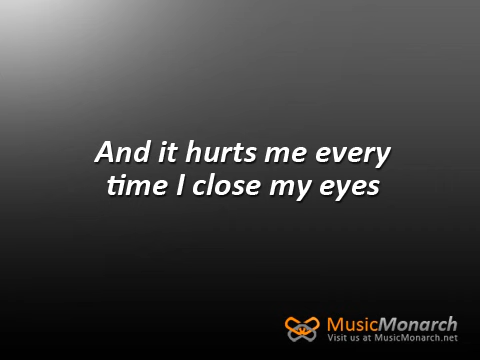 And it hurts me every
time I close my eyes
MusicMonarch
Visit us at MusicMonarch.net